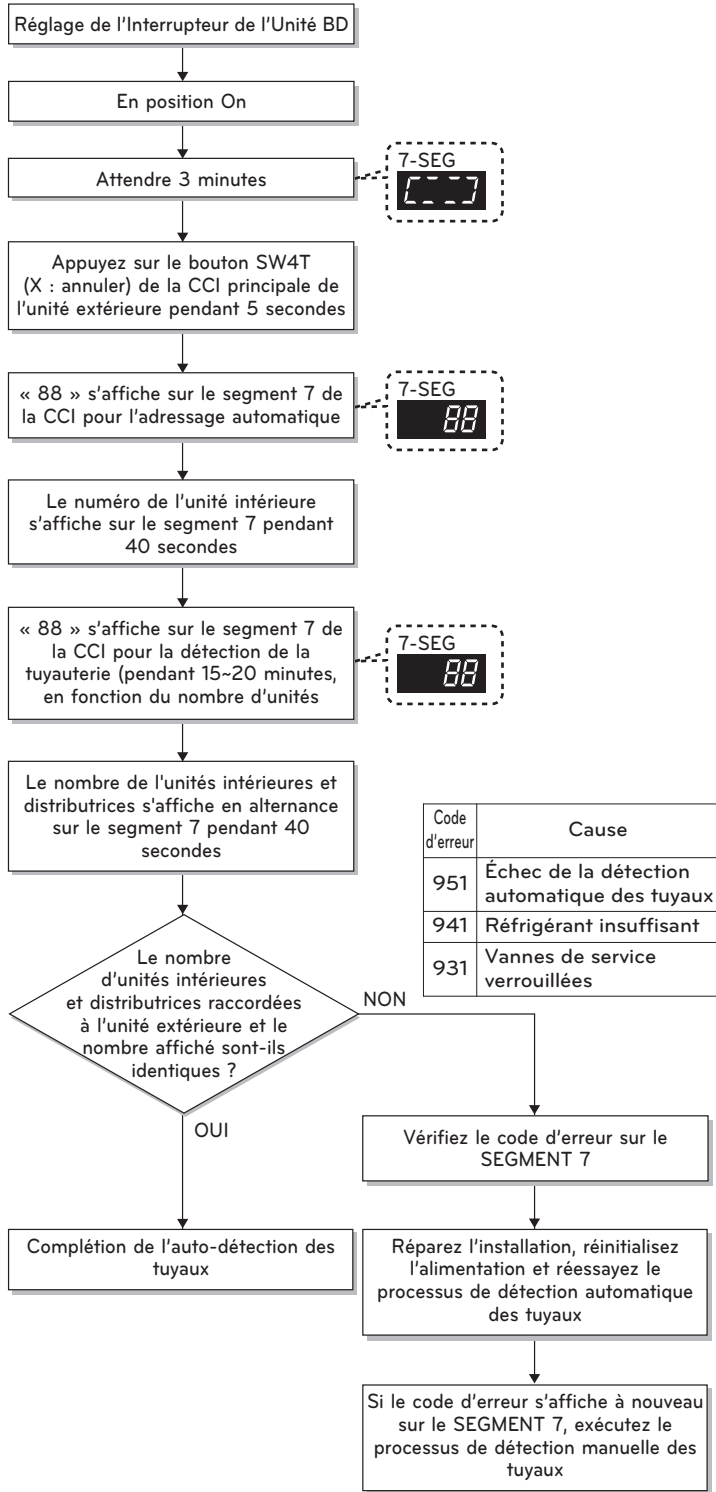 Réglage de l'Interrupteur de l'Unité BD
En position On
Attendre 3 minutes
7-SEG
Appuyez sur le bouton SW4T
(X : annuler) de la CCI principale de
l'unité extérieure pendant 5 secondes
« 88 » s'affiche sur le segment 7 de
la CCI pour l'adressage automatique
7-SEG
88
Le numéro de l'unité intérieure
s'affiche sur le segment 7 pendant
40 secondes
« 88 » s'affiche sur le segment 7 de
la CCI pour la détection de la
tuyauterie (pendant 15~20 minutes,
en fonction du nombre d'unités
7-SEG
88
Le nombre de l'unités intérieures et
distributrices s'affiche en alternance
sur le segment 7 pendant 40
secondes
Code
d'erreur
Cause
951
Échec de la détection
automatique des tuyaux
941
Réfrigérant insuffisant
931
Vannes de service
verrouillées
Le nombre
d'unités intérieures
et distributrices raccordées
à l'unité extérieure et le
nombre affiché sont-ils
identiques ?
NON
OUI
Vérifiez le code d'erreur sur le
SEGMENT 7
Complétion de l'auto-détection des
tuyaux
Réparez l'installation, réinitialisez
l'alimentation et réessayez le
processus de détection automatique
des tuyaux
Si le code d'erreur s'affiche à nouveau
sur le SEGMENT 7, exécutez le
processus de détection manuelle des
tuyaux